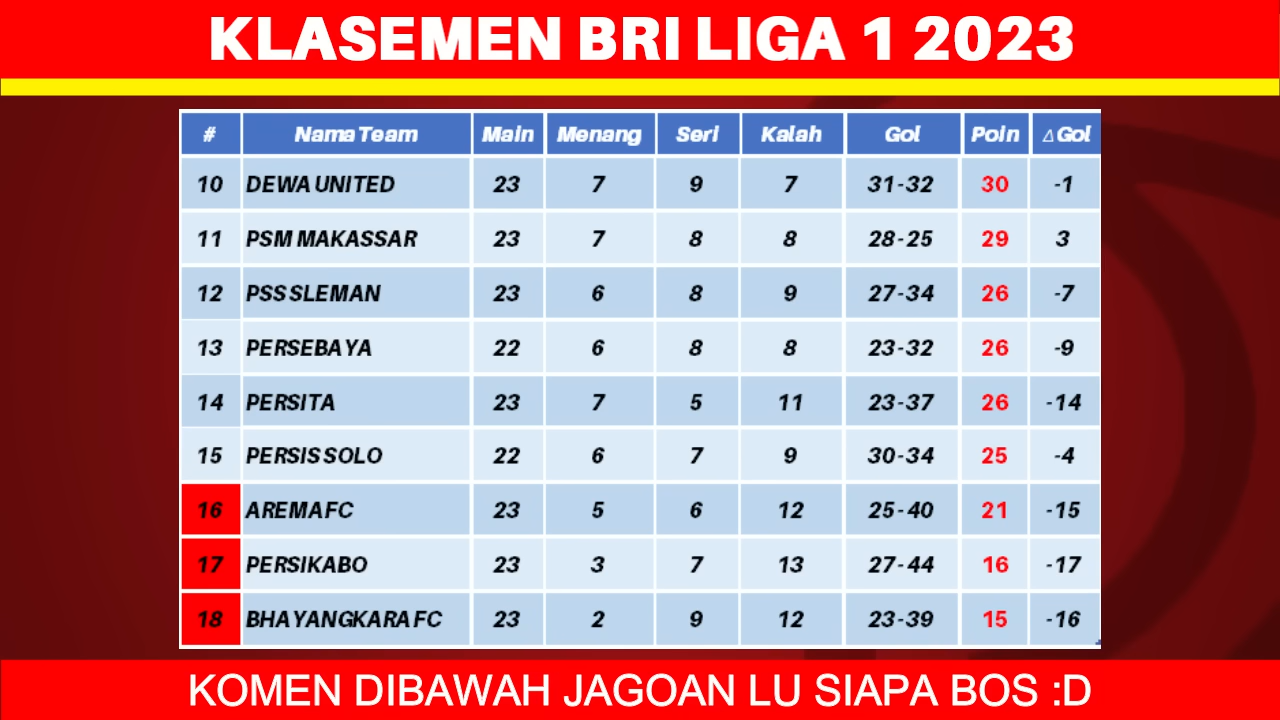 KLASEMEN BRI LIGA 1 2023
# Nama Team Main Menang Seri Kalah Gol Poin △Gol
10 DEWA UNITED 23 7 9 7 31-32 30 -1
11 PSM MAKASSAR 23 7 8 8 28-25 29 3
12 PSS SLEMAN 23 6 8 9 27-34 26 -7
13 PERSEBAYA 22 6 8 8 23-32 26 -9
14 PERSITA 23 7 5 11 23-37 26 -14
15 PERSIS SOLO 22 6 7 9 30-34 25 -4
16 AREMA FC 23 5 6 12 25-40 21 -15
17 PERSIKABO 23 3 7 13 27-44 16 -17
18 BHAYANGKARA FC 23 2 9 12 23-39 15 -16
KOMEN DIBAWAH JAGOAN LU SIAPA BOS :D